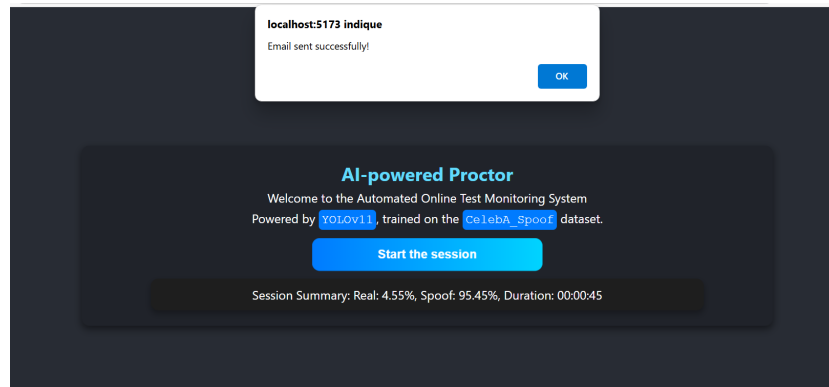 localhost:5173 indique
Email sent successfully!
OK
AI-powered Proctor
Welcome to the Automated Online Test Monitoring System
Powered by YOLOv11, trained on the CelebA_Spoof dataset.
Start the session
Session Summary: Real: 4.55%, Spoof: 95.45%, Duration: 00:00:45